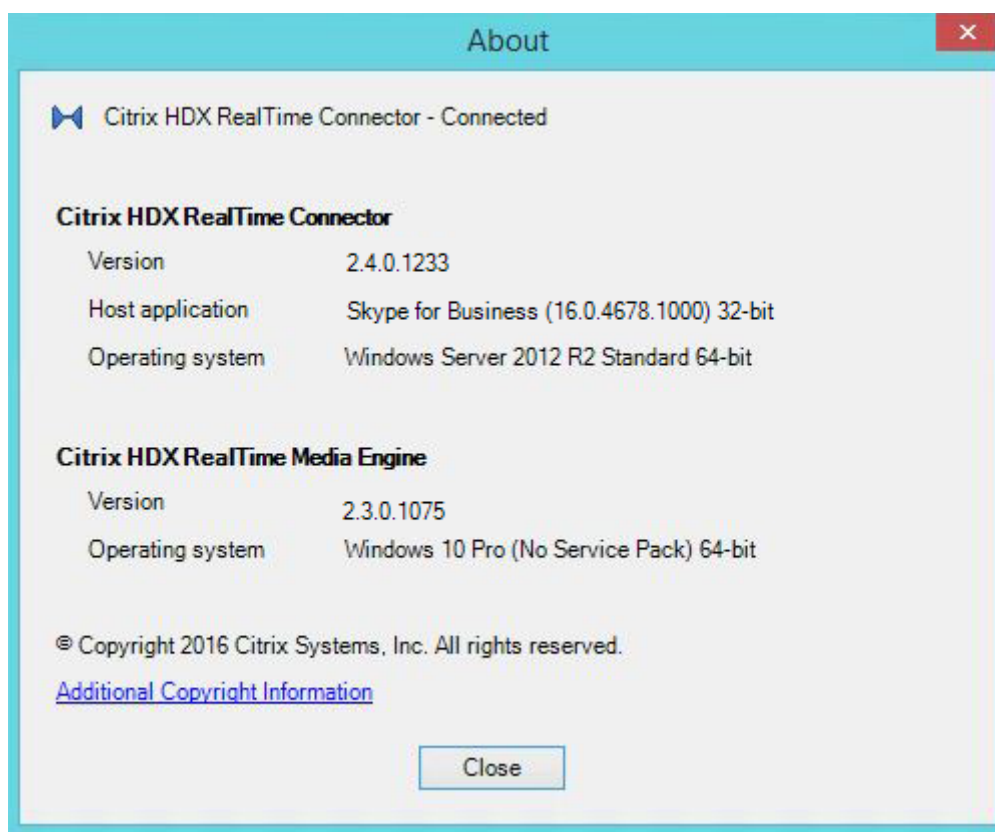 About
Citrix HDX RealTime Connector - Connected
Citrix HDX RealTime Connector
Version 2.4.0.1233
Host application Skype for Business (16.0.4678.1000) 32-bit
Operating system Windows Server 2012 R2 Standard 64-bit
Citrix HDX RealTime Media Engine
Version 2.3.0.1075
Operating system Windows 10 Pro (No Service Pack) 64-bit
© Copyright 2016 Citrix Systems, Inc. All rights reserved.
Additional Copyright Information
Close